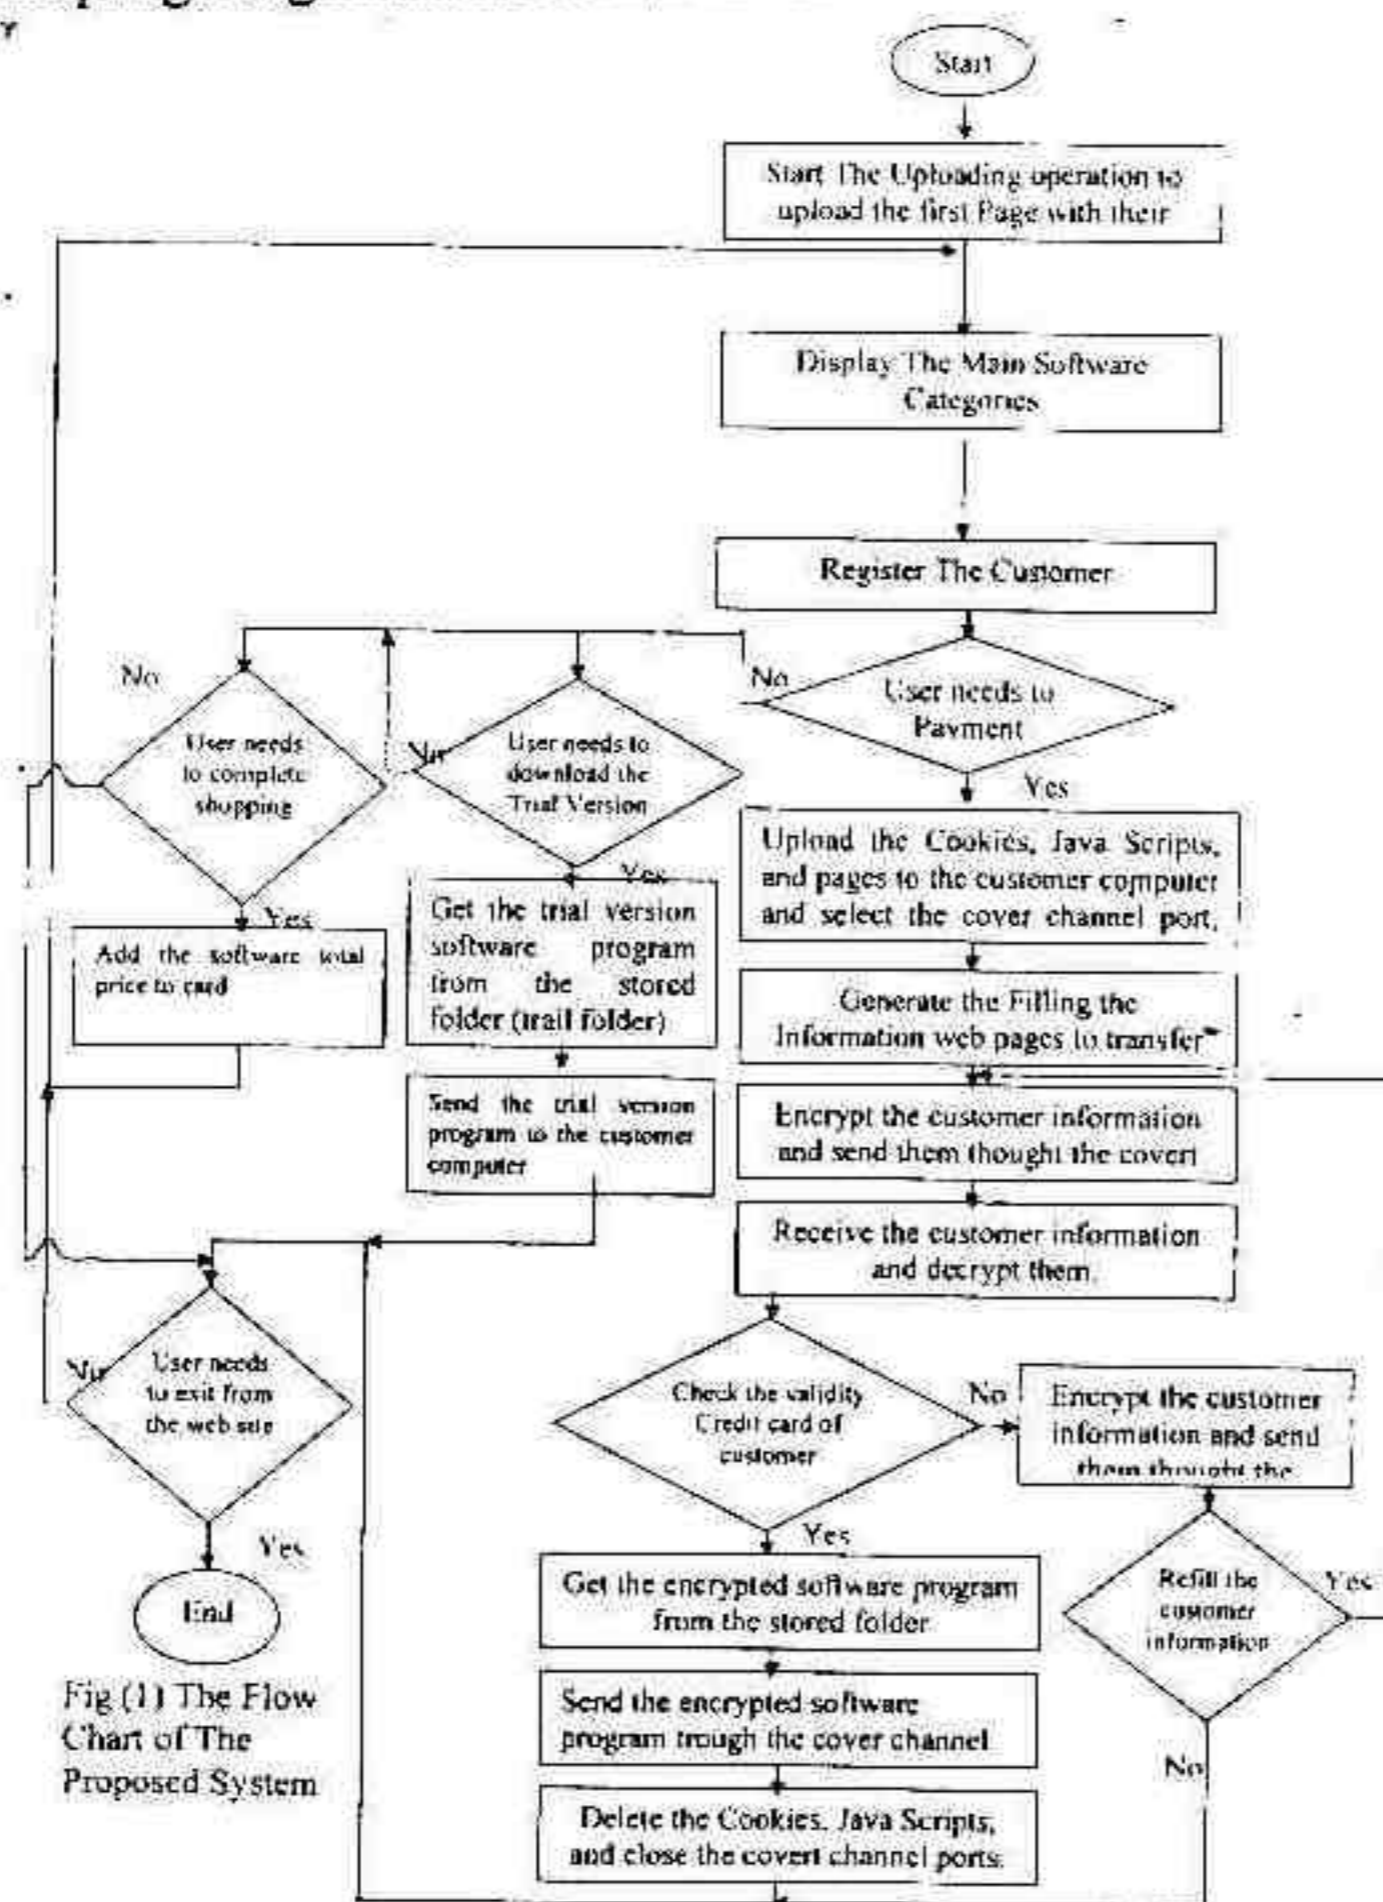 Start
Start The Uploading operation to
upload the first Page with their
Display The Main Software
Categories
Register The Customer
User needs to
Payment
No
Yes
User needs to
download the
Trial Version
No
Yes
User needs
to complete
shopping
No
Yes
Add the software total
price to card
Get the trial version
software program
from the stored
folder (trail folder)
Send the trial version
program to the customer
computer
Upload the Cookies, Java Scripts,
and pages to the customer computer
and select the cover channel port,
Generate the Filling the
Information web pages to transfer
Encrypt the customer information
and send them thought the covert
Receive the customer information
and decrypt them.
Check the validity
Credit card of
customer
No
Yes
Encrypt the customer
information and send
them thought the
Refill the
customer
information
Yes
No
Get the encrypted software program
from the stored folder
Send the encrypted software
program trough the cover channel
Delete the Cookies, Java Scripts,
and close the covert channel ports.
User needs
to exit from
the web site
No
Yes
End
Fig (1) The Flow
Chart of The
Proposed System